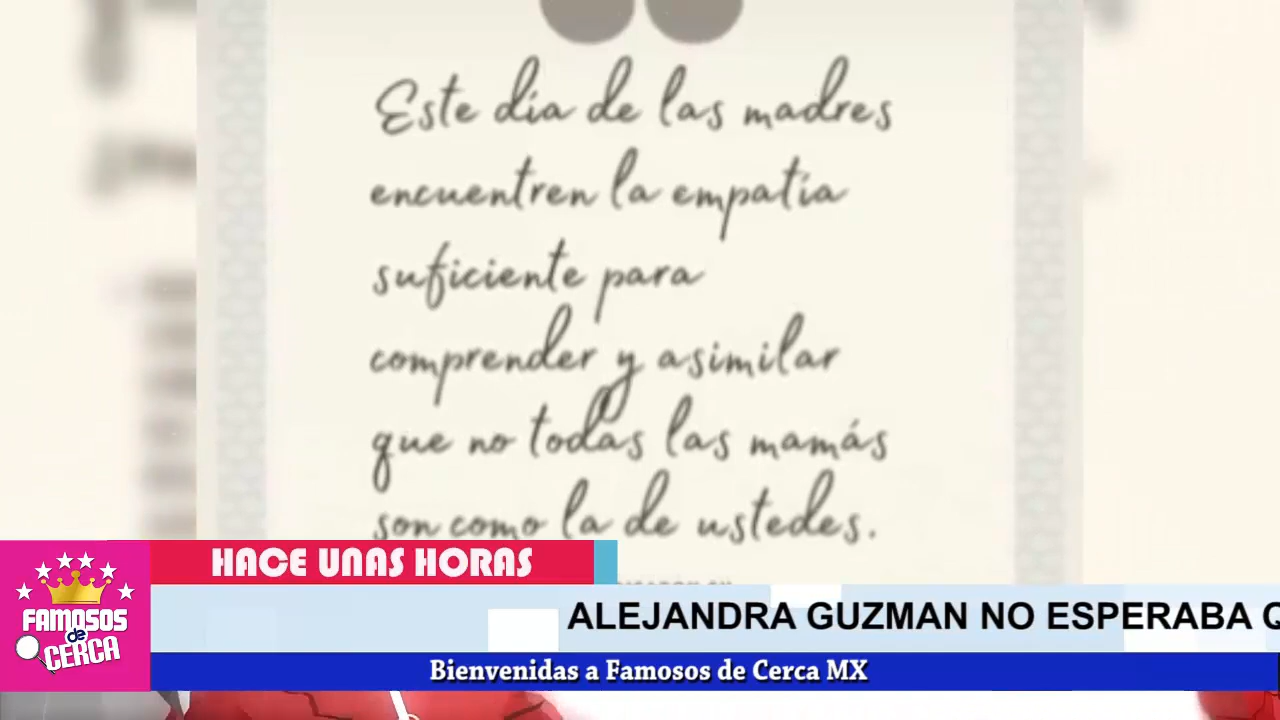 Este día de las madres
encuentren la empatía
suficiente para
comprender y asimilar
que no todas las mamás
son como la de ustedes.
HACE UNAS HORAS
FAMOSOS
de
CERCA
ALEJANDRA GUZMAN NO ESPERABA Q
Bienvenidas a Famosos de Cerca MX